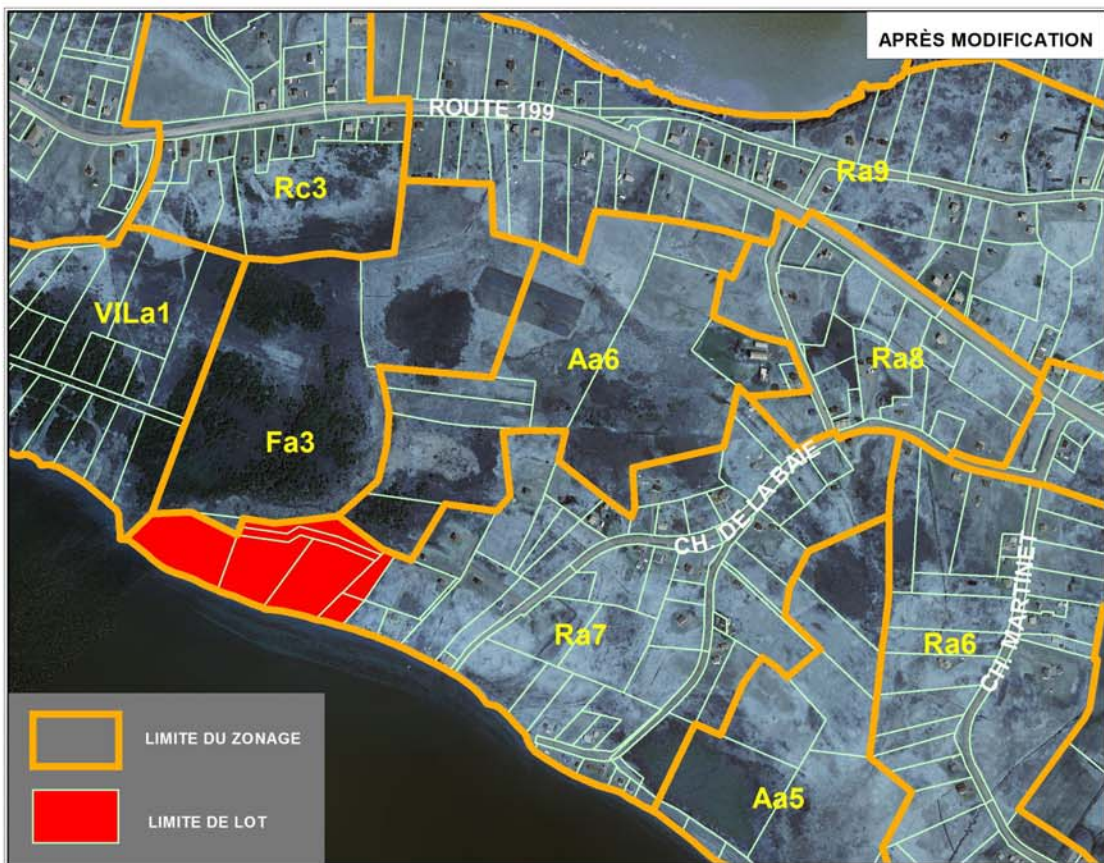 APRÈS MODIFICATION
ROUTE 199
Ra9
Rc3
VILa1
Aa6
Ra8
Fa3
CH. DE LA BAIE
Ra7
Ra6
CH. MARTINET
Aa5
LIMITE DU ZONAGE
LIMITE DE LOT